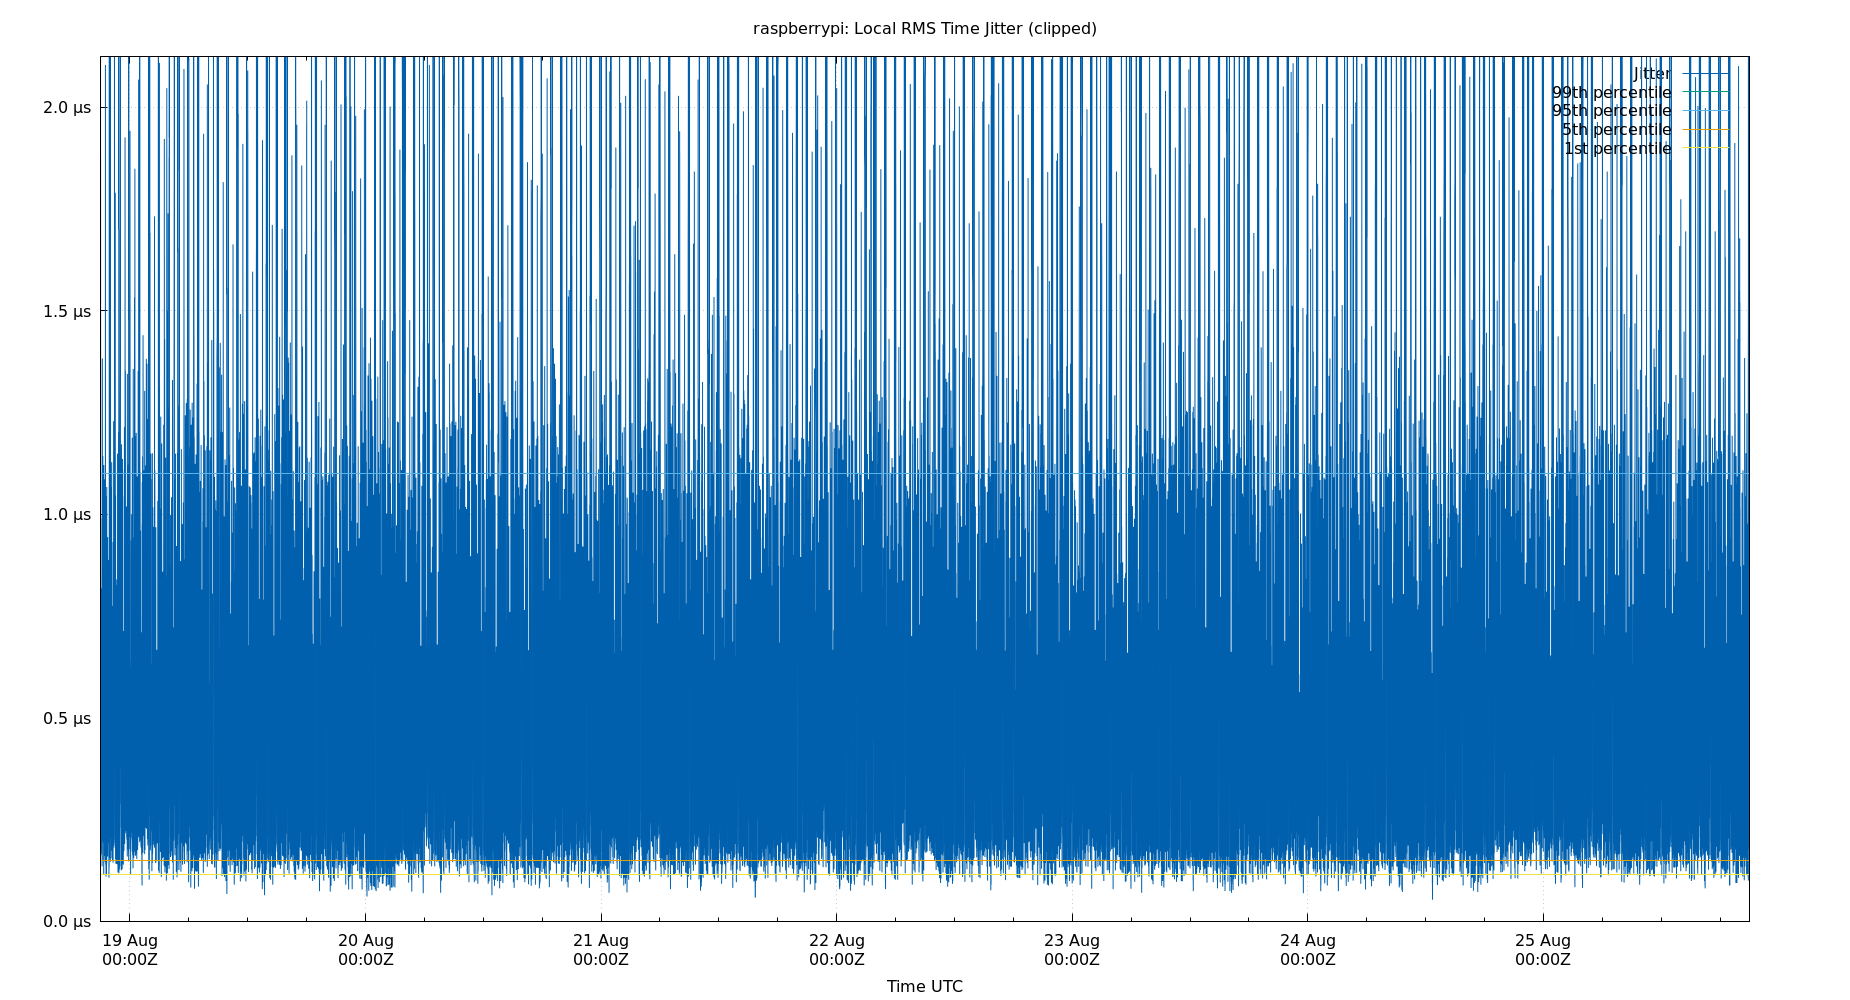 raspberrypi: Local RMS Time Jitter (clipped)
Jitter
99th percentile
95th percentile
5th percentile
1st percentile
2.0 µs
1.5 µs
1.0 µs
0.5 µs
0.0 µs
19 Aug 20 Aug 21 Aug 22 Aug 23 Aug 24 Aug 25 Aug
00:00Z 00:00Z 00:00Z 00:00Z 00:00Z 00:00Z 00:00Z
Time UTC